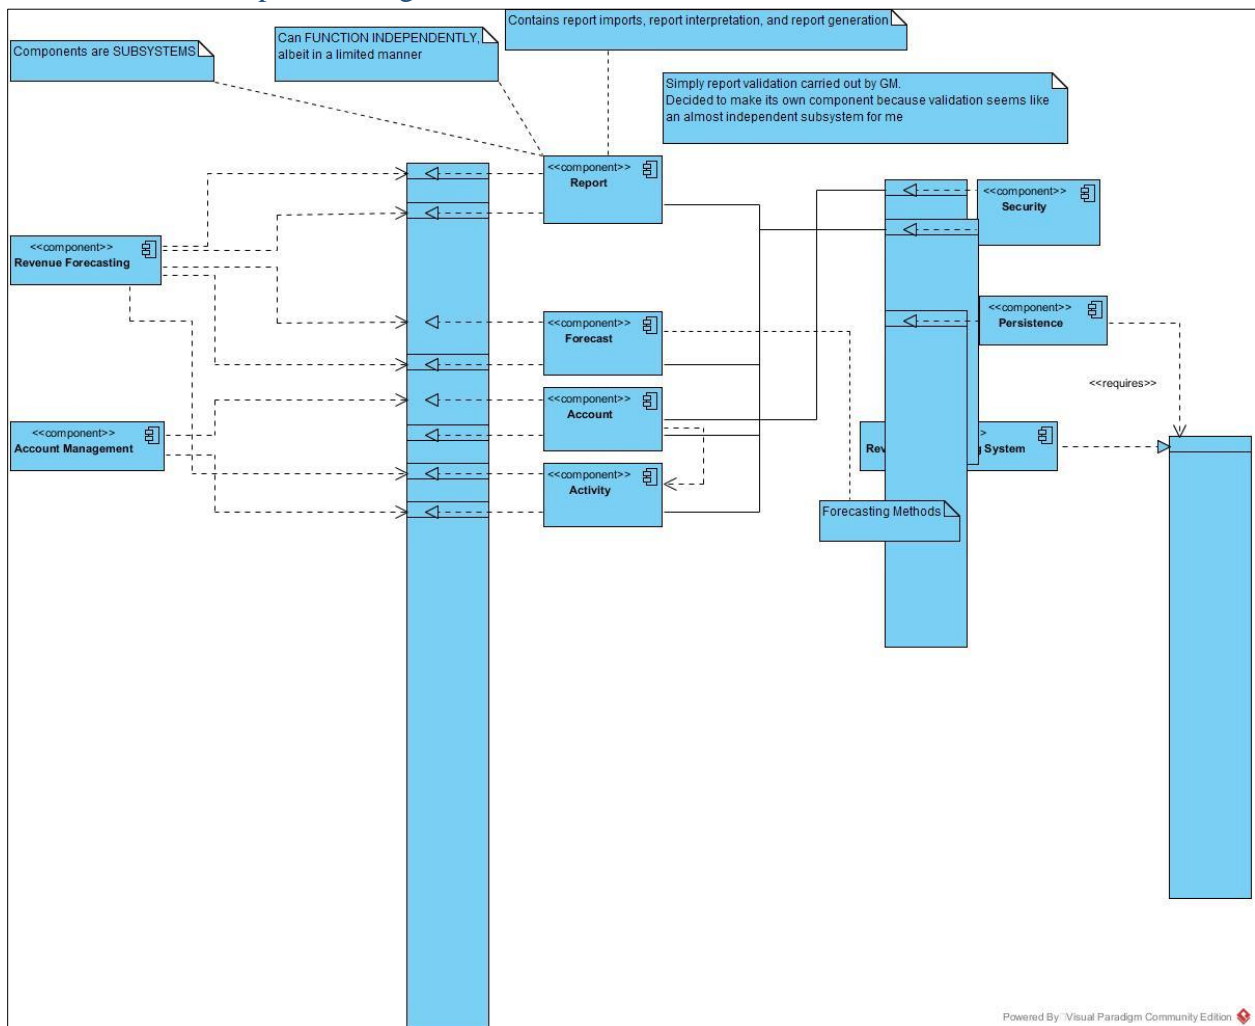 Contains report imports, report interpretation, and report generation
Can FUNCTION INDEPENDENTLY,
albeit in a limited manner
Components are SUBSYSTEMS
Simply report validation carried out by GM.
Decided to make its own component because validation seems like
an almost independent subsystem for me
<<component>>
Report
<<component>>
Security
<<component>>
Revenue Forecasting
<<component>>
Forecast
<<component>>
Persistence
<<requires>>
<<component>>
Account
<<component>>
Account Management
System
<<component>>
Activity
Forecasting Methods
Powered By Visual Paradigm Community Edition